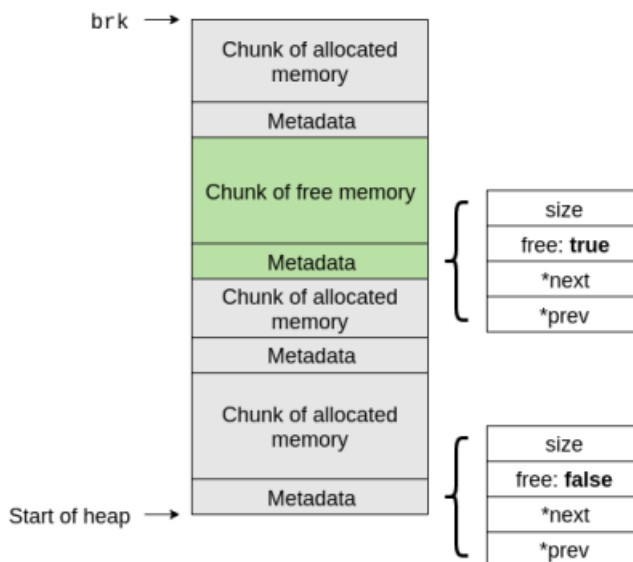 brk
Chunk of allocated
memory
Metadata
Chunk of free memory
Metadata
Chunk of allocated
memory
Metadata
Chunk of allocated
memory
Metadata
Start of heap
size
free: true
*next
*prev
size
free: false
*next
*prev